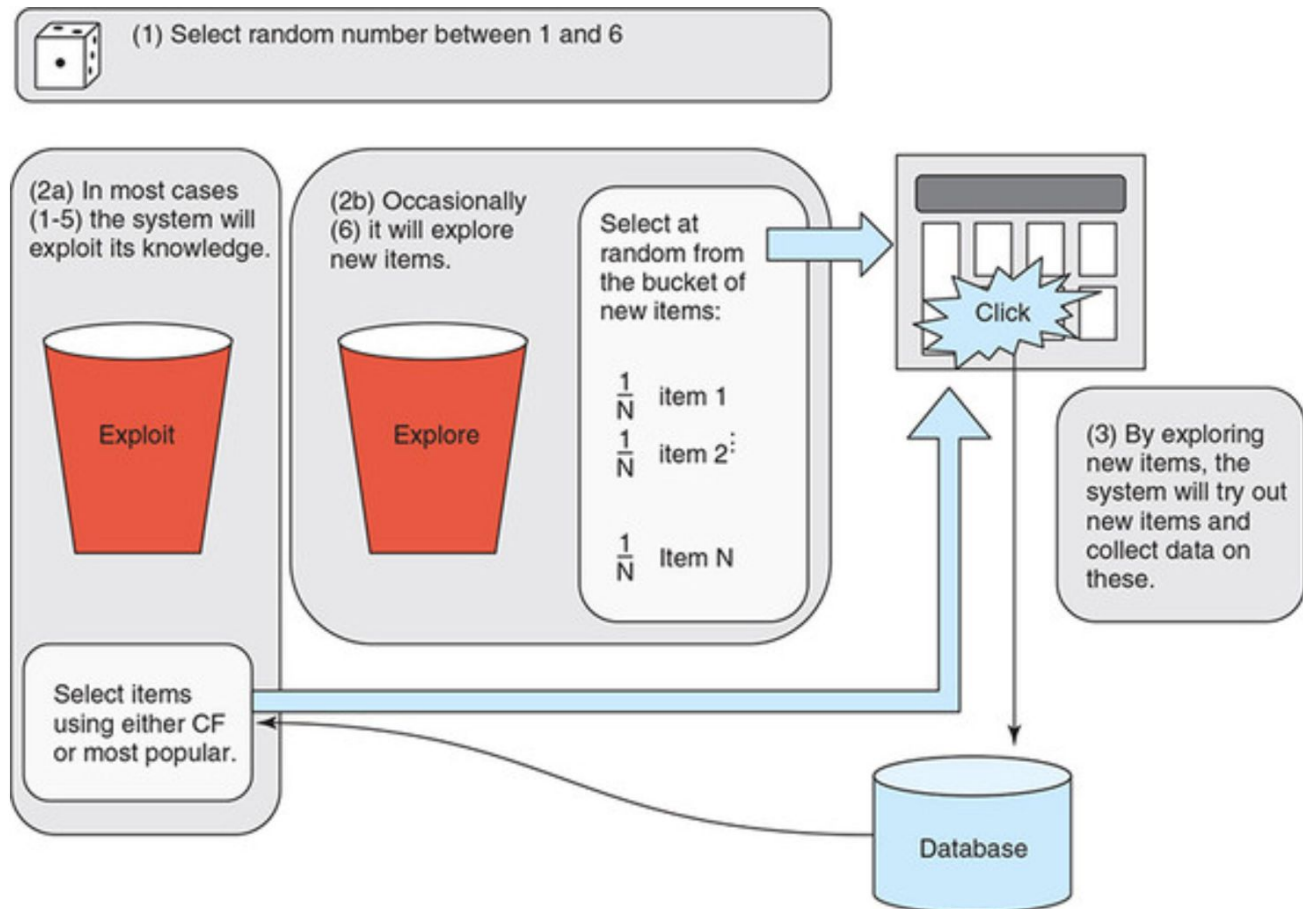 (1) Select random number between 1 and 6
(2a) In most cases
(1-5) the system will
exploit its knowledge.
Exploit
Select items
using either CF
or most popular.
(2b) Occasionally
(6) it will explore
new items.
Explore
Select at
random from
the bucket of
new items:
1/N item 1
1/N item 2⋮
1/N Item N
Click
(3) By exploring
new items, the
system will try out
new items and
collect data on
these.
Database